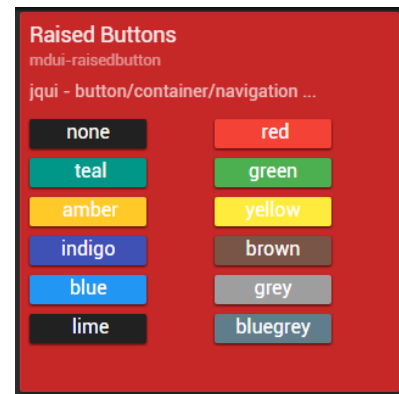 Raised Buttons
mdui-raisedbutton
jqui - button/container/navigation ...
none red
teal green
amber yellow
indigo brown
blue grey
lime bluegrey